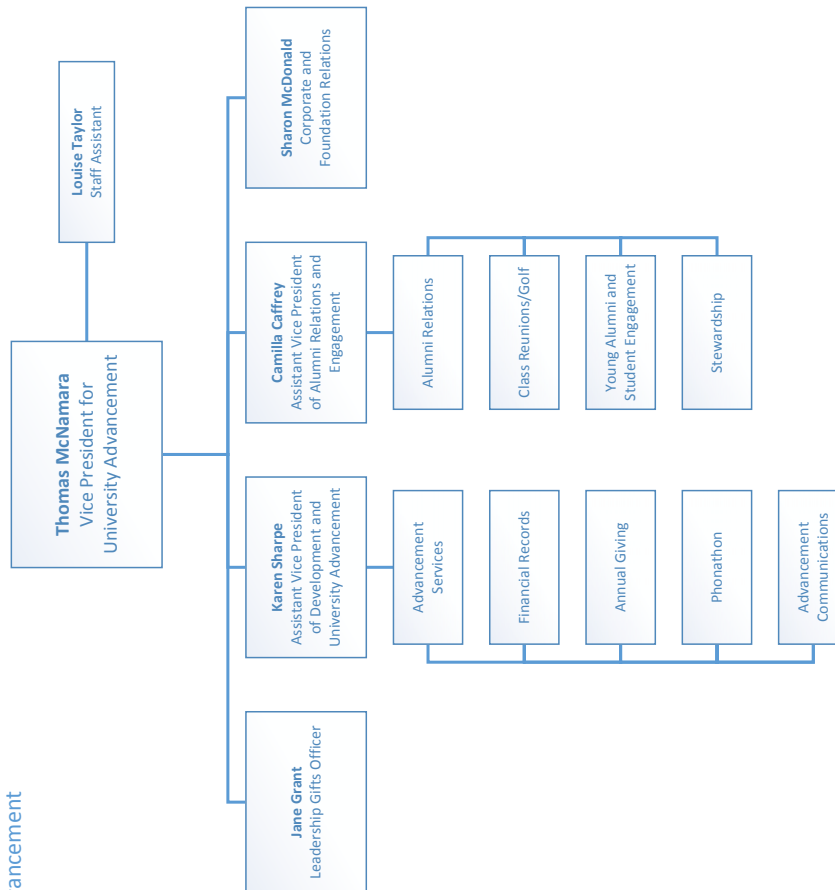 ancement
Thomas McNamara
Vice President for
University Advancement
Louise Taylor
Staff Assistant
Jane Grant
Leadership Gifts Officer
Karen Sharpe
Assistant Vice President
of Development and
University Advancement
Camilla Caffrey
Assistant Vice President
of Alumni Relations and
Engagement
Sharon McDonald
Corporate and
Foundation Relations
Advancement
Services
Financial Records
Annual Giving
Phonathon
Advancement
Communications
Alumni Relations
Class Reunions/Golf
Young Alumni and
Student Engagement
Stewardship